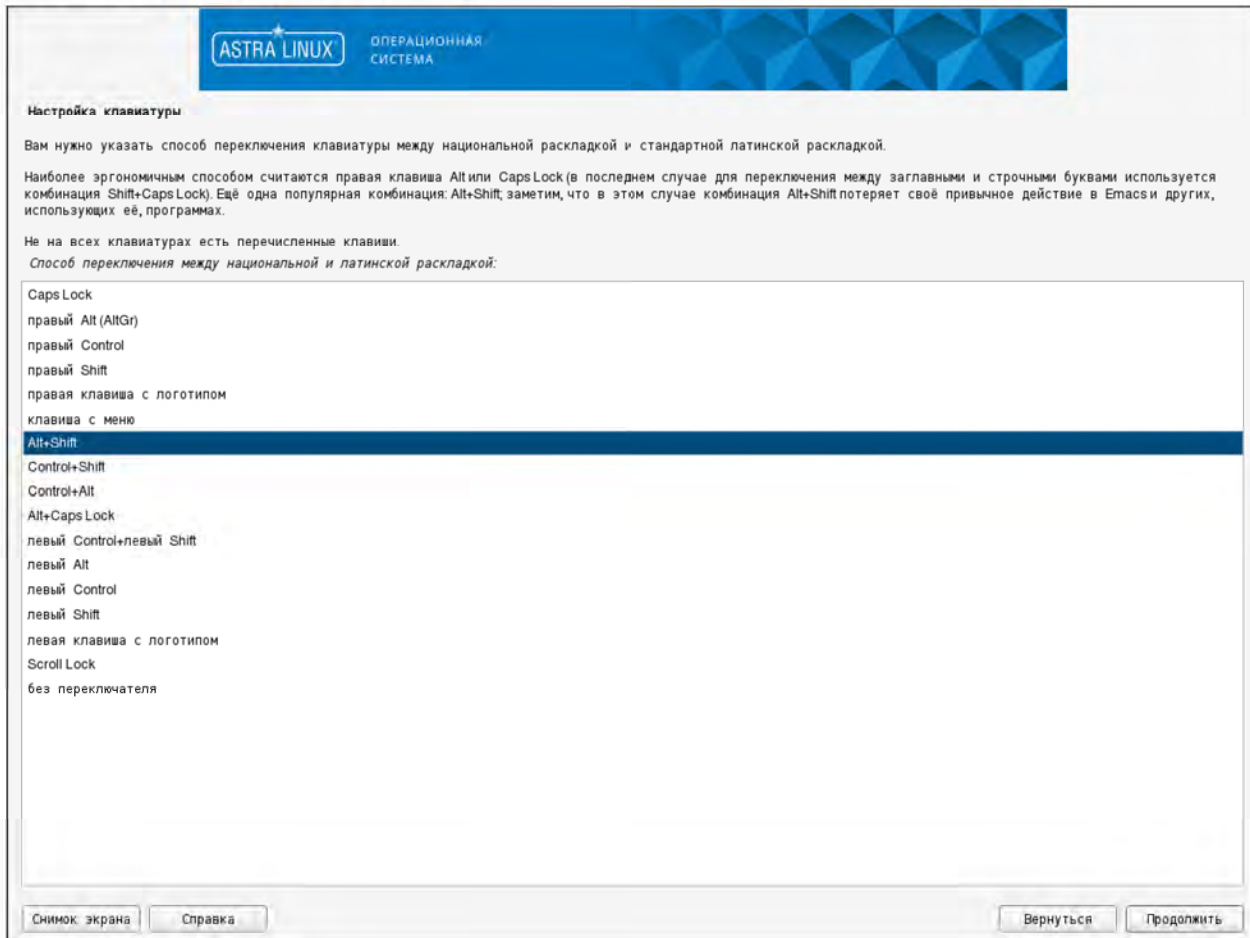 ASTRA LINUX
ОПЕРАЦИОННАЯ
СИСТЕМА
Настройка клавиатуры
Вам нужно указать способ переключения клавиатуры между национальной раскладкой и стандартной латинской раскладкой.
Наиболее эргономичным способом считаются правая клавиша Alt или Caps Lock (в последнем случае для переключения между заглавными и строчными буквами используется
комбинация Shift+Caps Lock). Ещё одна популярная комбинация: Alt+Shift; заметим, что в этом случае комбинация Alt+Shift потеряет своё привычное действие в Emacs и других,
использующих её, программах.
Не на всех клавиатурах есть перечисленные клавиши.
Способ переключения между национальной и латинской раскладкой:
Caps Lock
правый Alt (AltGr)
правый Control
правый Shift
правая клавиша с логотипом
клавиша с меню
Alt+Shift
Control+Shift
Control+Alt
Alt+Caps Lock
левый Control+левый Shift
левый Alt
левый Control
левый Shift
левая клавиша с логотипом
Scroll Lock
без переключателя
Снимок экрана Справка Вернуться Продолжить